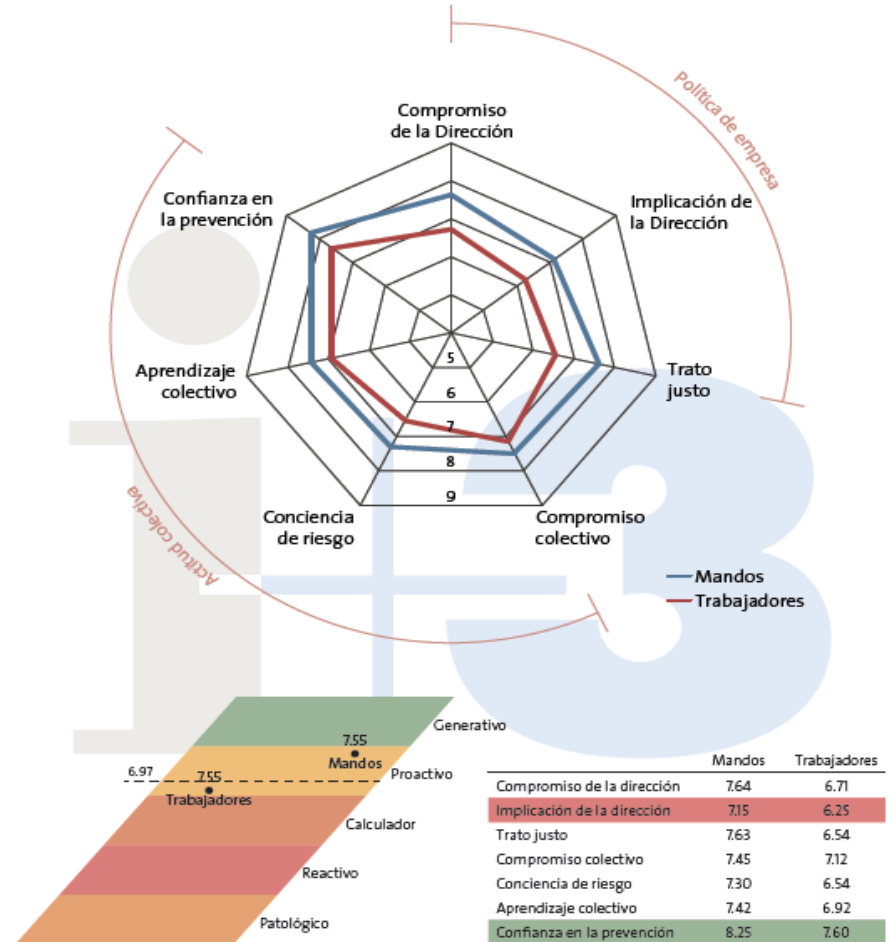 Política de empresa
Compromiso
de la Dirección
Confianza en
la prevención
Implicación de
la Dirección
Aprendizaje
colectivo
Trato
justo
5
6
7
8
9
Conciencia
de riesgo
Compromiso
colectivo
Actitud colectiva
Mandos
Trabajadores
i+3
Generativo
7.55
Mandos
6.97
7.55
Proactivo
Trabajadores
Calculador
Reactivo
Patológico
Mandos Trabajadores
Compromiso de la dirección 7.64 6.71
Implicación de la dirección 7.15 6.25
Trato justo 7.63 6.54
Compromiso colectivo 7.45 7.12
Conciencia de riesgo 7.30 6.54
Aprendizaje colectivo 7.42 6.92
Confianza en la prevención 8.25 7.60